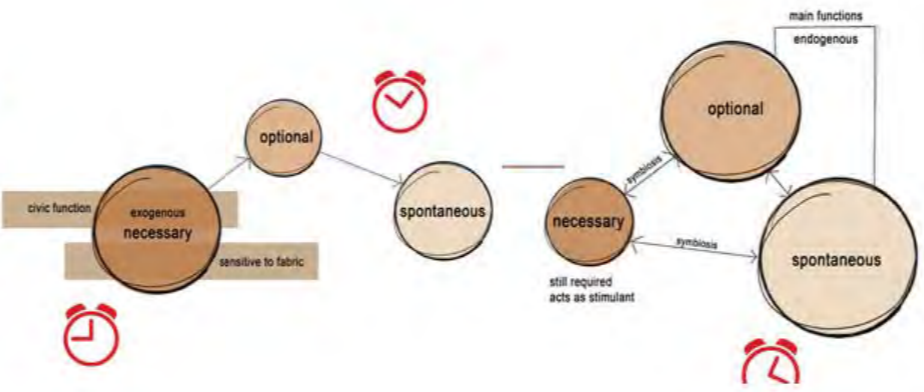 optional
civic function
exogenous
necessary
sensitive to fabric
spontaneous
main functions
endogenous
optional
symbiosis
necessary
symbiosis
spontaneous
still required
acts as stimulant